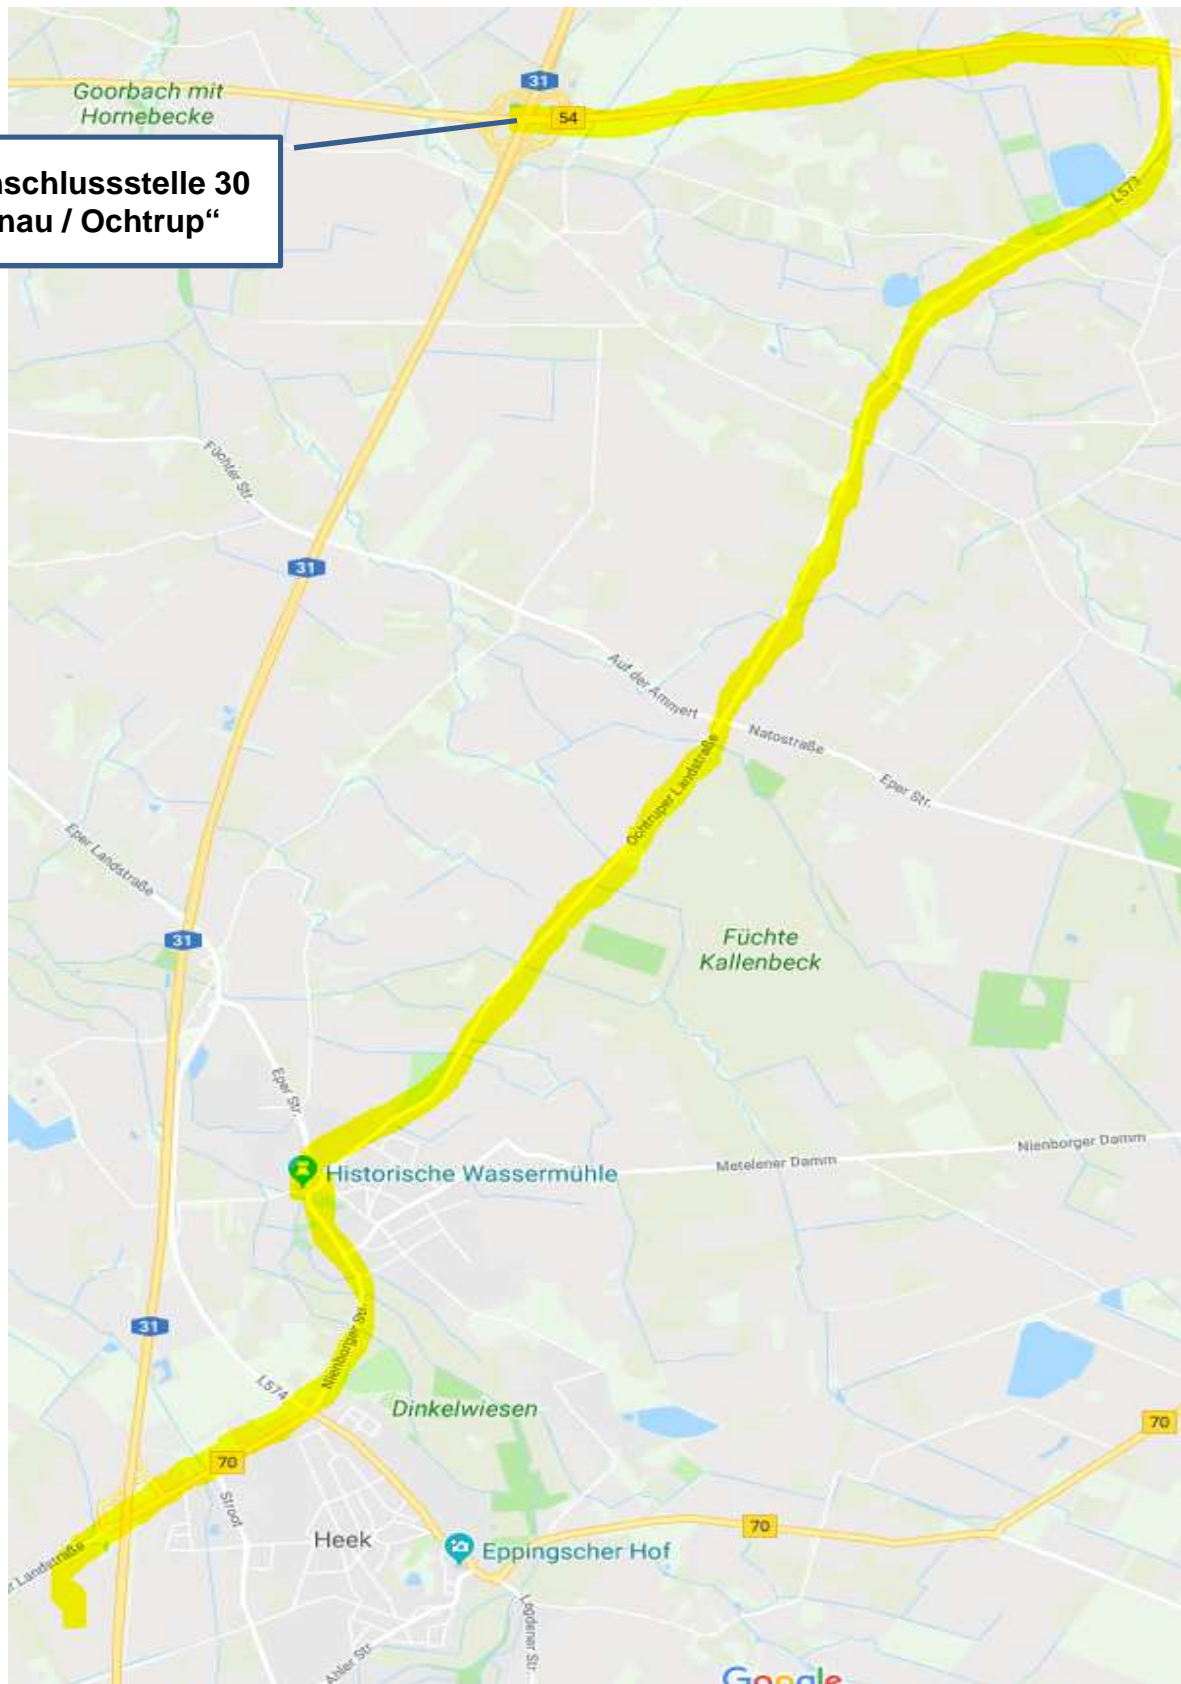 Goorbach mit
Hornebecke
31
54
nschlussstelle 30
nau / Ochtrup“
L573
Füchter Str.
31
Auf der Ammert
Natostraße
Eper Str.
Ochtruper Landstraße
Eper Landstraße
31
Füchte
Kallenbeck
Eper Str.
Historische Wassermühle
Metelener Damm
Nienborger Damm
31
Nienborger Str.
L574
Dinkelwiesen
70
70
Stroot
70
Heek
Eppingscher Hof
r Landstraße
Legdener Str.
Ahler Str.
Google